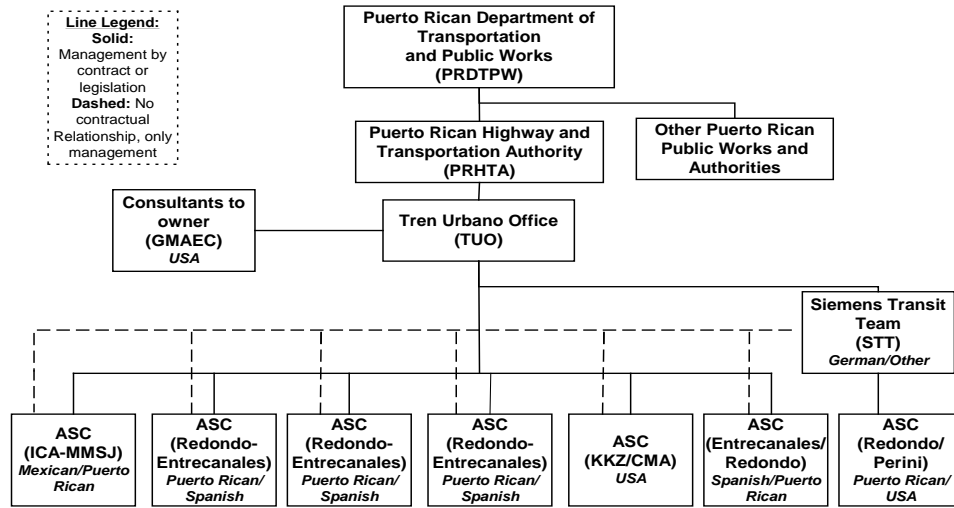 Line Legend:
Solid:
Management by
contract or
legislation
Dashed: No
contractual
Relationship, only
management
Puerto Rican Department of
Transportation
and Public Works
(PRDTPW)
Puerto Rican Highway and
Transportation Authority
(PRHTA)
Other Puerto Rican
Public Works and
Authorities
Consultants to
owner
(GMAEC)
USA
Tren Urbano Office
(TUO)
Siemens Transit
Team
(STT)
German/Other
ASC
(ICA-MMSJ)
Mexican/Puerto
Rican
ASC
(Redondo-
Entrecanales)
Puerto Rican/
Spanish
ASC
(Redondo-
Entrecanales)
Puerto Rican/
Spanish
ASC
(Redondo-
Entrecanales)
Puerto Rican/
Spanish
ASC
(KKZ/CMA)
USA
ASC
(Entrecanales/
Redondo)
Spanish/Puerto
Rican
ASC
(Redondo/
Perini)
Puerto Rican/
USA